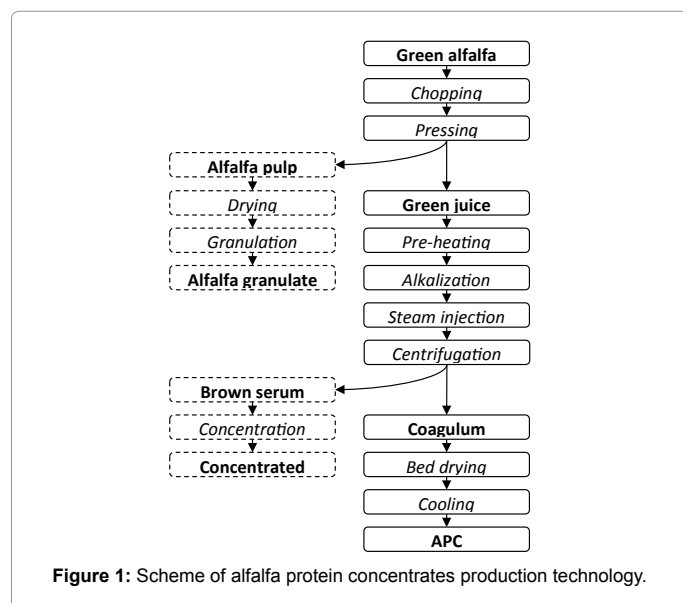 Green alfalfa
Chopping
Pressing
Alfalfa pulp
Drying
Granulation
Alfalfa granulate
Green juice
Pre-heating
Alkalization
Steam injection
Centrifugation
Brown serum
Concentration
Concentrated
Coagulum
Bed drying
Cooling
APC
Figure 1: Scheme of alfalfa protein concentrates production technology.